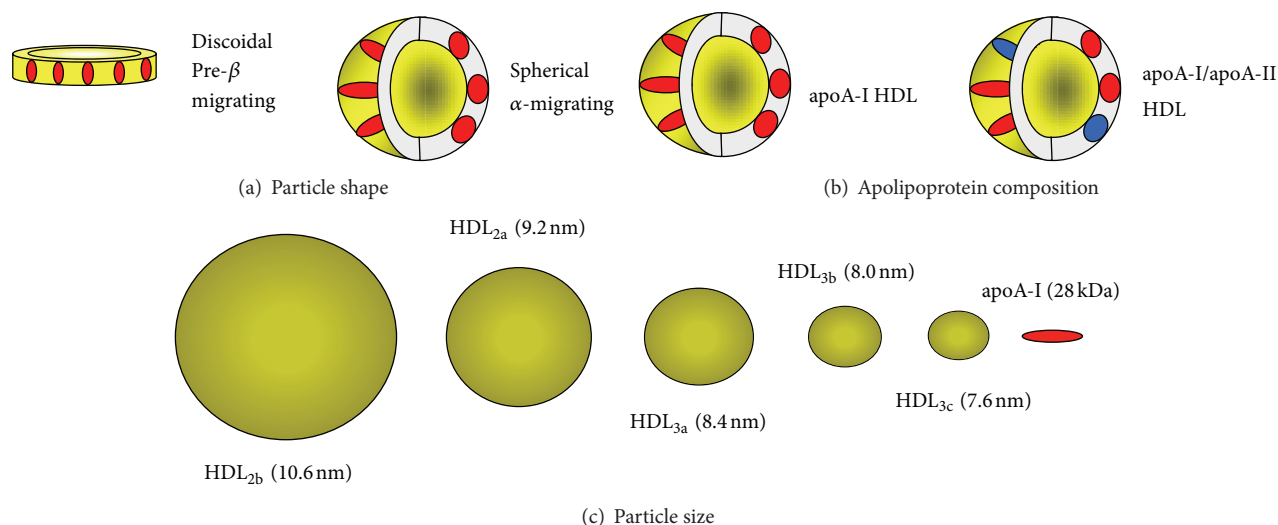 Discoidal
Pre-β
migrating
Spherical
α-migrating
apoA-I HDL
apoA-I/apoA-II
HDL
(a) Particle shape
(b) Apolipoprotein composition
HDL2a (9.2 nm)
HDL3b (8.0 nm)
apoA-I (28 kDa)
HDL3c (7.6 nm)
HDL3a (8.4 nm)
HDL2b (10.6 nm)
(c) Particle size